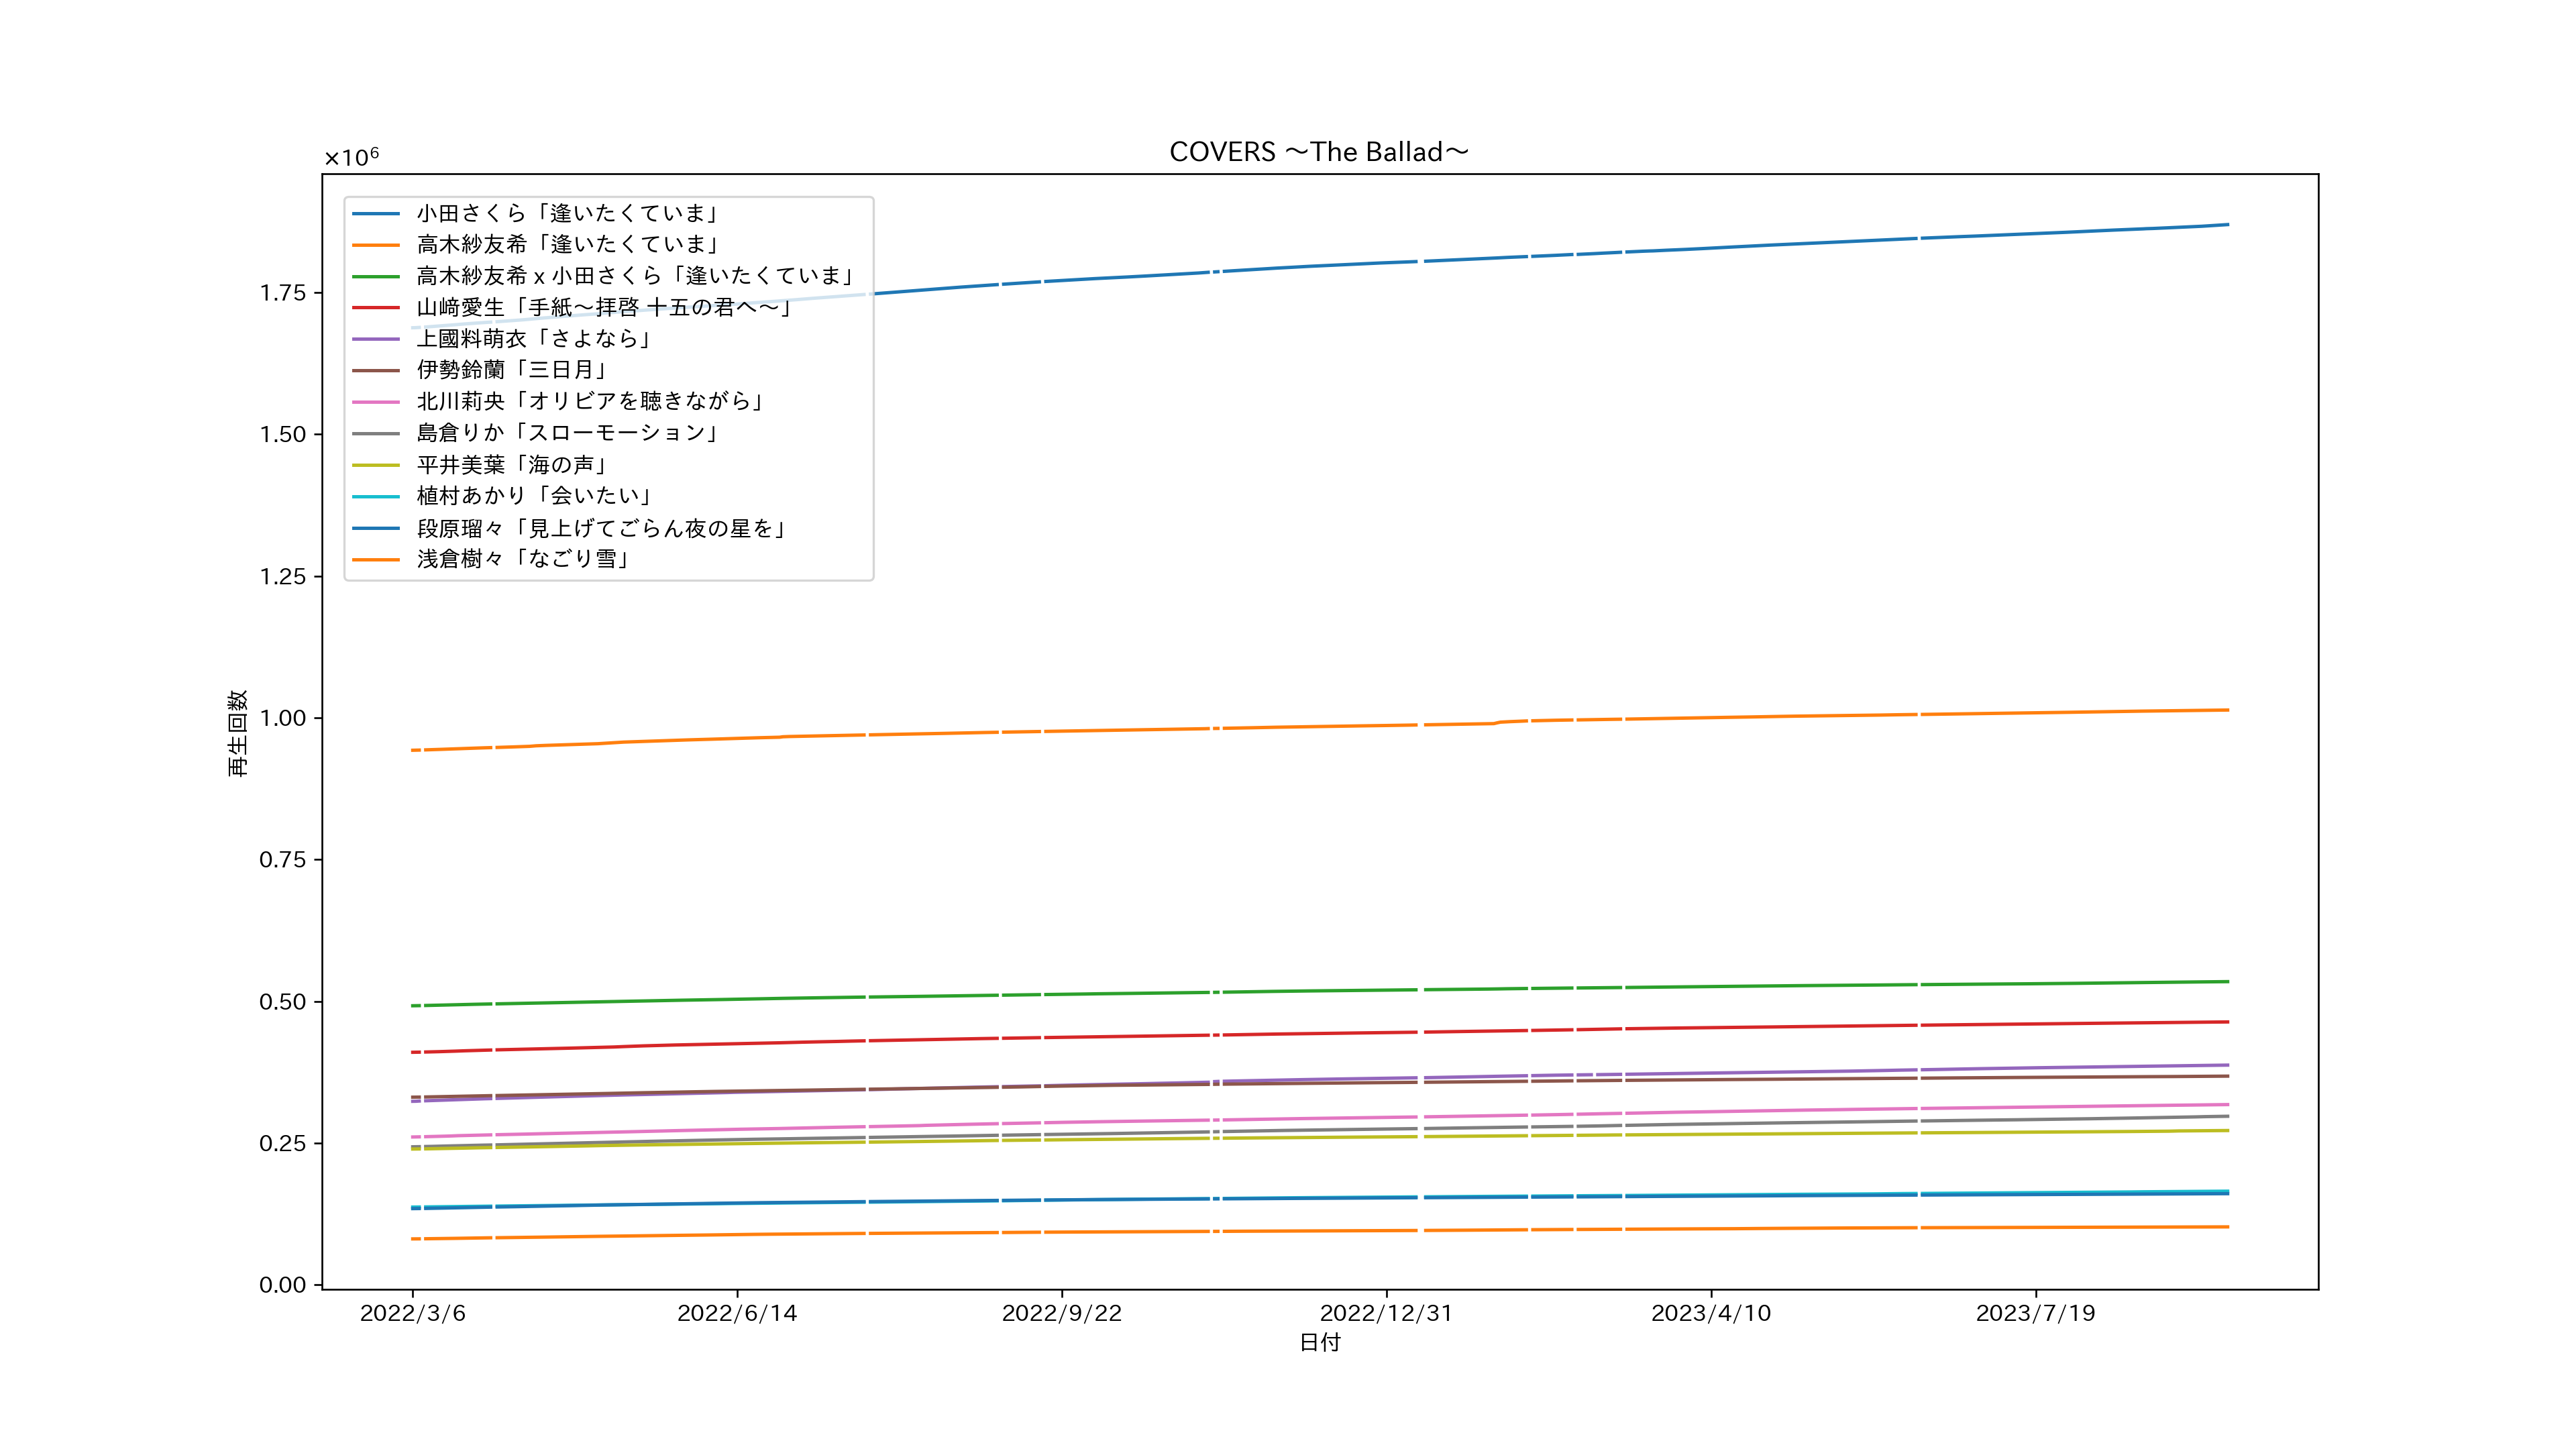 COVERS ～The Ballad～
×10⁶
小田さくら「逢いたくていま」
高木紗友希「逢いたくていま」
高木紗友希 x 小田さくら「逢いたくていま」
山﨑愛生「手紙～拝啓 十五の君へ～」
上國料萌衣「さよなら」
伊勢鈴蘭「三日月」
北川莉央「オリビアを聴きながら」
島倉りか「スローモーション」
平井美葉「海の声」
植村あかり「会いたい」
段原瑠々「見上げてごらん夜の星を」
浅倉樹々「なごり雪」
1.75
1.50
1.25
1.00
0.75
0.50
0.25
0.00
再生回数
2022/3/6
2022/6/14
2022/9/22
2022/12/31
2023/4/10
2023/7/19
日付